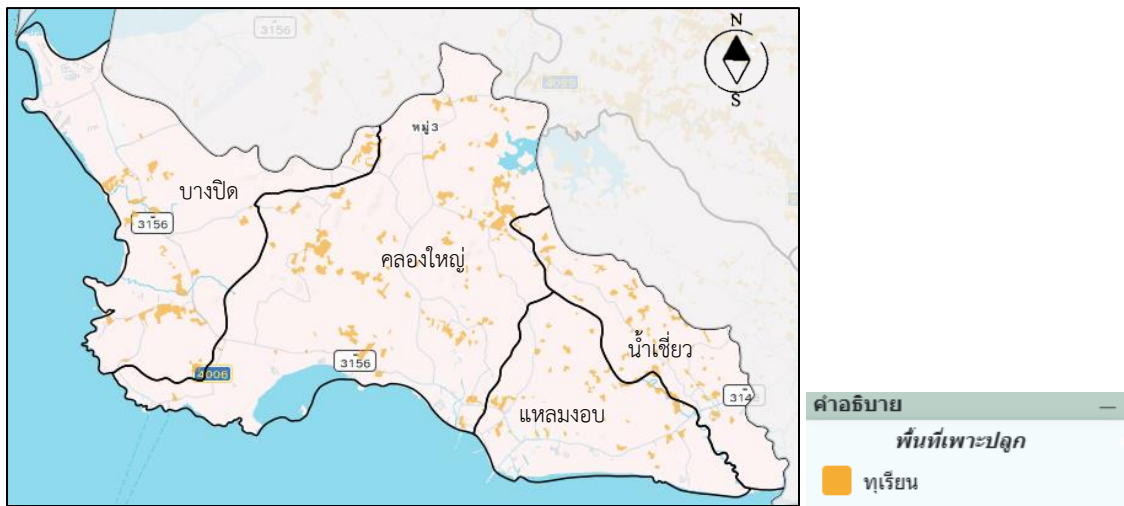 3156
N
4095
S
หมู่3
บางปิด
3156
คลองใหญ่
น้ำเชี่ยว
4006
3156
314
แหลมงอบ
คำอธิบาย
พื้นที่เพาะปลูก
ทุเรียน